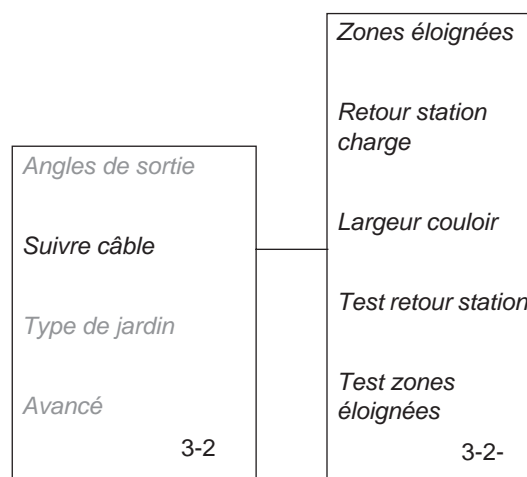 Angles de sortie
Suivre câble
Type de jardin
Avancé
3-2
Zones éloignées
Retour station
charge
Largeur couloir
Test retour station
Test zones
éloignées
3-2-